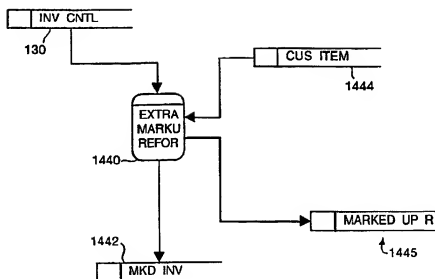 INV CNTL
130
CUS ITEM
1444
EXTRA
MARKU
REFOR
1440
MARKED UP R
1445
1442
MKD INV